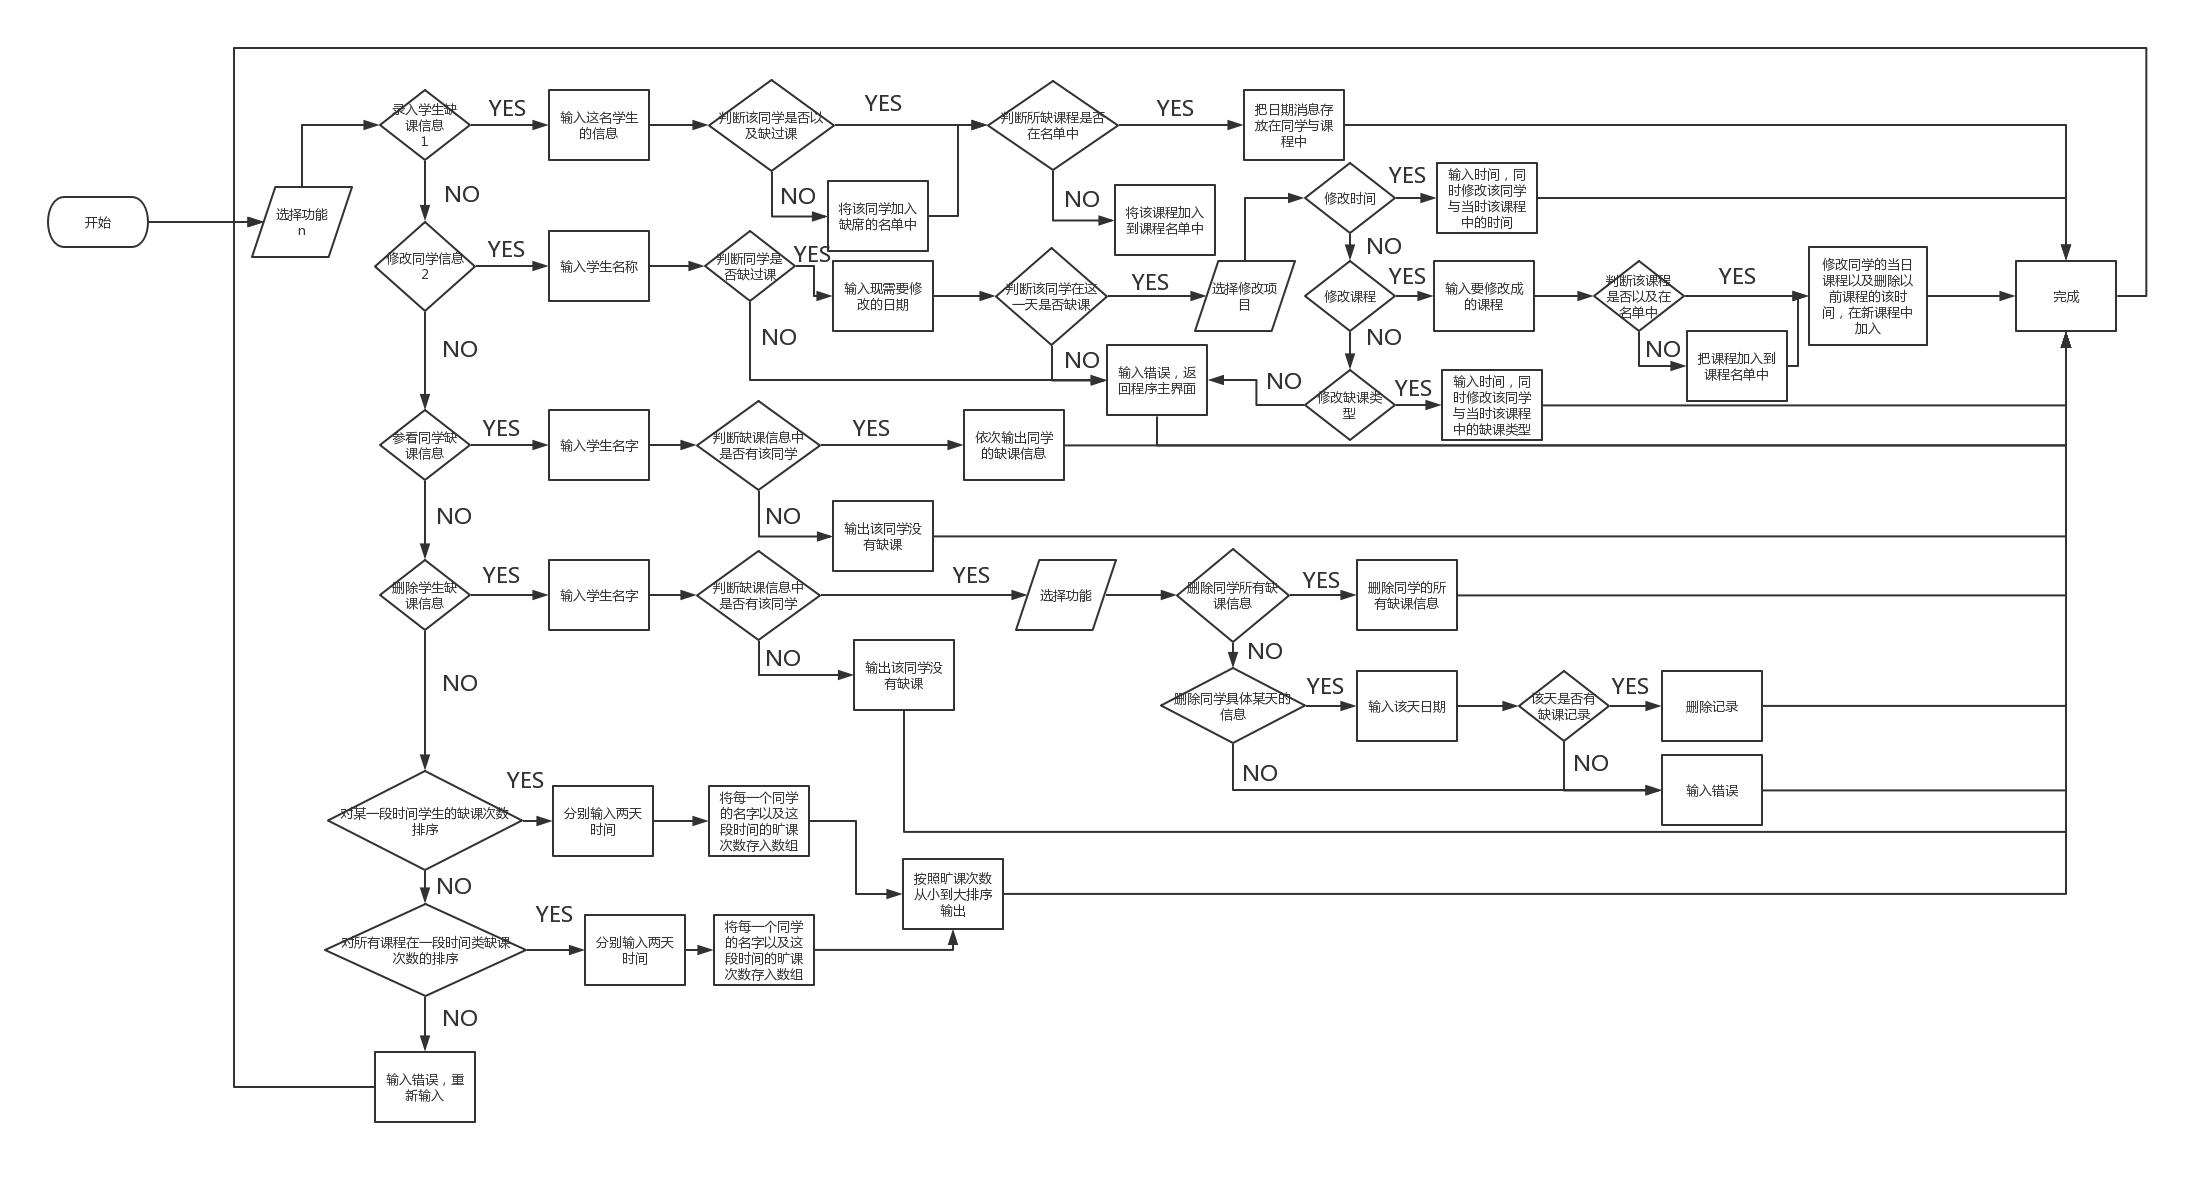 开始
选择功能
n
录入学生缺
课信息
1
YES
输入这名学生
的信息
判断该同学是否以
及缺过课
YES
判断所缺课程是否
在名单中
YES
把日期消息存
放在同学与课
程中
NO
NO
将该同学加入
缺席的名单中
NO
将该课程加入
到课程名单中
修改时间
YES
输入时间，同
时修改该同学
与当时该课程
中的时间
NO
修改同学信息
2
YES
输入学生名称
判断同学是
否缺过课
YES
输入现需要修
改的日期
判断该同学在这
一天是否缺课
YES
选择修改项
目
修改课程
YES
输入要修改成
的课程
判断该课程
是否以及在
名单中
YES
修改同学的当日
课程以及删除以
前课程的该时
间，在新课程中
加入
完成
NO
NO
NO
输入错误，返
回程序主界面
NO
NO
修改缺课类
型
YES
输入时间，同
时修改该同学
与当时该课程
中的缺课类型
NO
把课程加入到
课程名单中
参看同学缺
课信息
YES
输入学生名字
判断缺课信息中
是否有该同学
YES
依次输出同学
的缺课信息
NO
NO
输出该同学没
有缺课
删除学生缺
课信息
YES
输入学生名字
判断缺课信息中
是否有该同学
YES
选择功能
删除同学所有缺
课信息
YES
删除同学的所
有缺课信息
NO
NO
输出该同学没
有缺课
NO
删除同学具体某天的
信息
YES
输入该天日期
该天是否有
缺课记录
YES
删除记录
NO
NO
输入错误
对某一段时间学生的缺课次数
排序
YES
分别输入两天
时间
将每一个同学
的名字以及这
段时间的旷课
次数存入数组
NO
按照旷课次数
从小到大排序
输出
对所有课程在一段时间类缺课
次数的排序
YES
分别输入两天
时间
将每一个同学
的名字以及这
段时间的旷课
次数存入数组
NO
输入错误，重
新输入